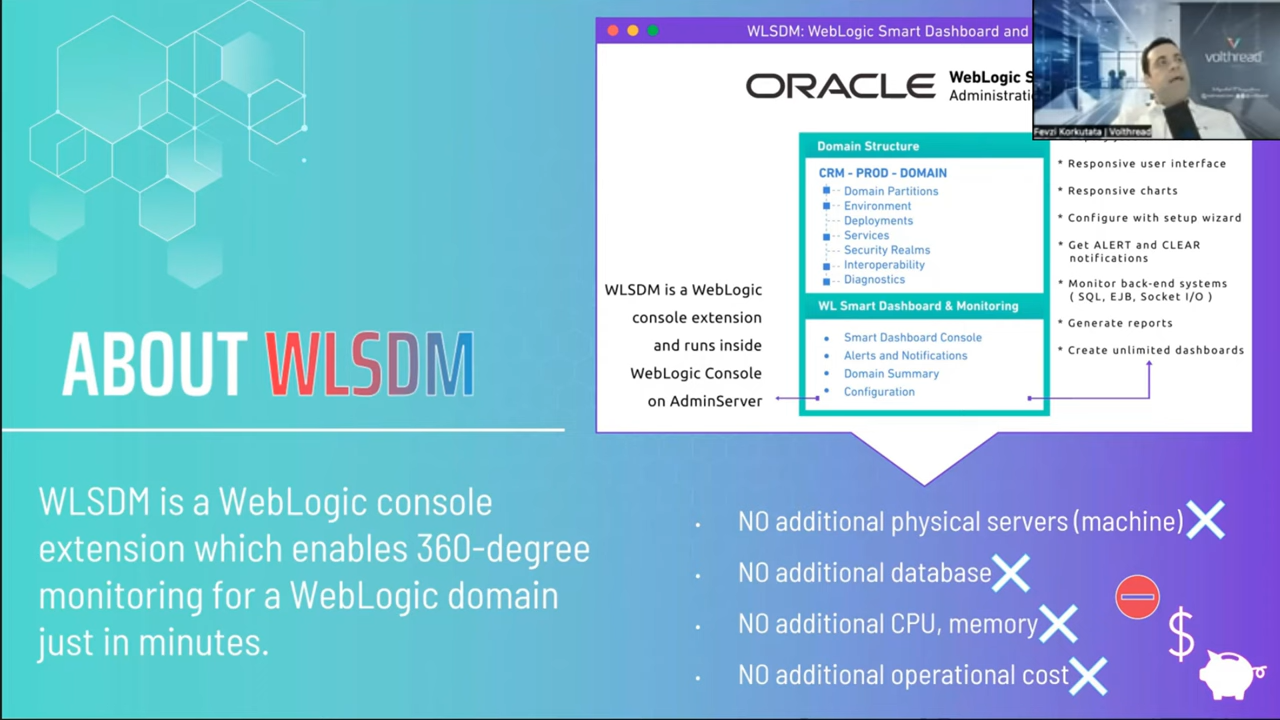 ABOUT WLSDM
WLSDM is a WebLogic console
extension which enables 360-degree
monitoring for a WebLogic domain
just in minutes.
WLSDM: WebLogic Smart Dashboard and
ORACLE
WebLogic S
Administratio
volthread
Fevzi Korkutata | Volthread
WLSDM is a WebLogic
console extension
and runs inside
WebLogic Console
on AdminServer
Domain Structure
CRM - PROD - DOMAIN
Domain Partitions
Environment
Deployments
Services
Security Realms
Interoperability
Diagnostics
WL Smart Dashboard & Monitoring
• Smart Dashboard Console
• Alerts and Notifications
• Domain Summary
• Configuration
* Responsive user interface
* Responsive charts
* Configure with setup wizard
* Get ALERT and CLEAR
notifications
* Monitor back-end systems
( SQL, EJB, Socket I/O )
* Generate reports
* Create unlimited dashboards
• NO additional physical servers (machine)
• NO additional database
• NO additional CPU, memory
• NO additional operational cost
$